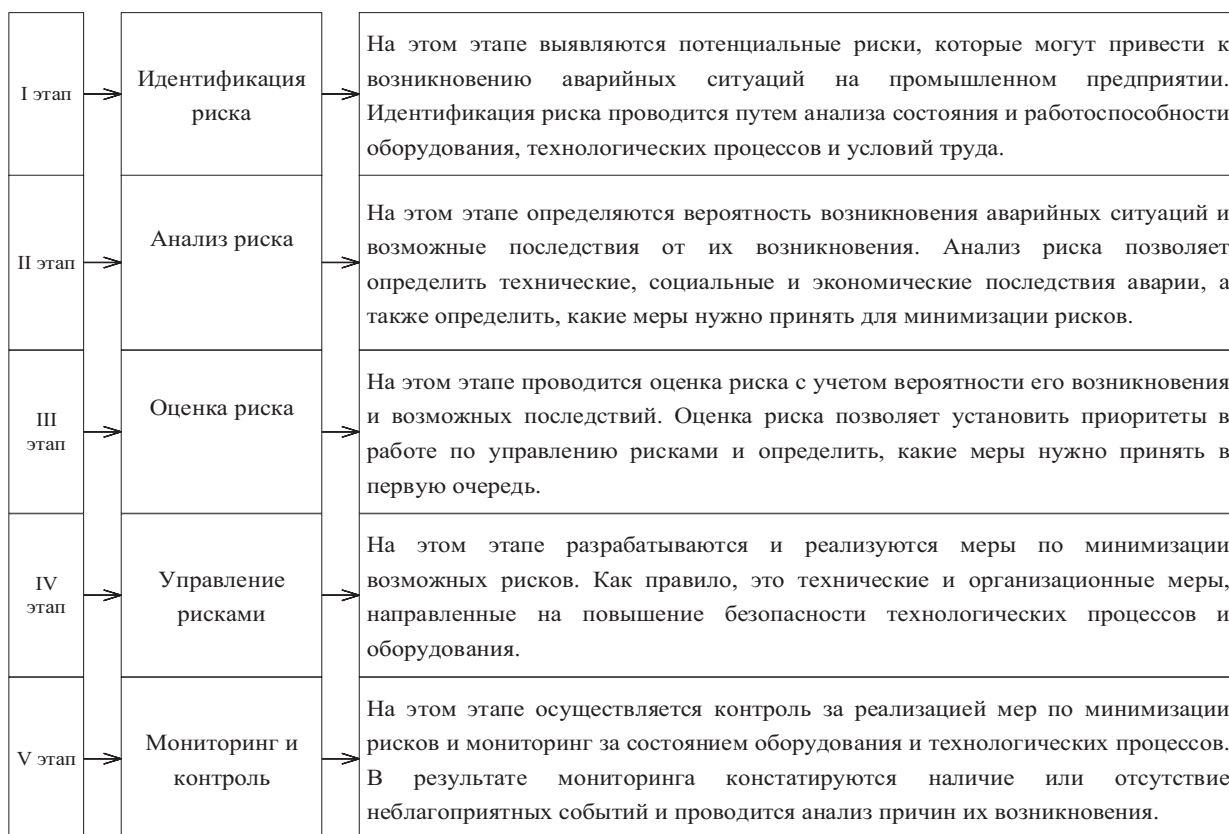 I этап
Идентификация
риска
На этом этапе выявляются потенциальные риски, которые могут привести к
возникновению аварийных ситуаций на промышленном предприятии.
Идентификация риска проводится путем анализа состояния и работоспособности
оборудования, технологических процессов и условий труда.
II этап
Анализ риска
На этом этапе определяются вероятность возникновения аварийных ситуаций и
возможные последствия от их возникновения. Анализ риска позволяет
определить технические, социальные и экономические последствия аварии, а
также определить, какие меры нужно принять для минимизации рисков.
III
этап
Оценка риска
На этом этапе проводится оценка риска с учетом вероятности его возникновения
и возможных последствий. Оценка риска позволяет установить приоритеты в
работе по управлению рисками и определить, какие меры нужно принять в
первую очередь.
IV
этап
Управление
рисками
На этом этапе разрабатываются и реализуются меры по минимизации
возможных рисков. Как правило, это технические и организационные меры,
направленные на повышение безопасности технологических процессов и
оборудования.
V этап
Мониторинг и
контроль
На этом этапе осуществляется контроль за реализацией мер по минимизации
рисков и мониторинг за состоянием оборудования и технологических процессов.
В результате мониторинга констатируются наличие или отсутствие
неблагоприятных событий и проводится анализ причин их возникновения.